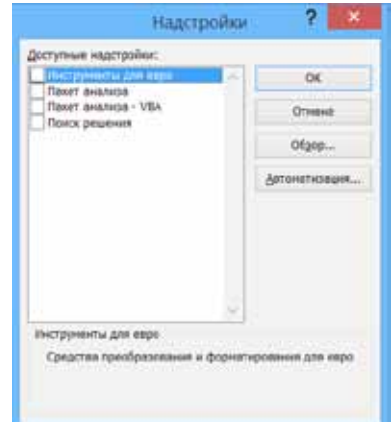 Надстройки ?
Доступные надстройки:
Инструменты для евро
Пакет анализа
Пакет анализа - VBA
Поиск решения
ОК
Отмена
Обзор...
Автоматизация...
Инструменты для евро
Средства преобразования и форматирования для евро